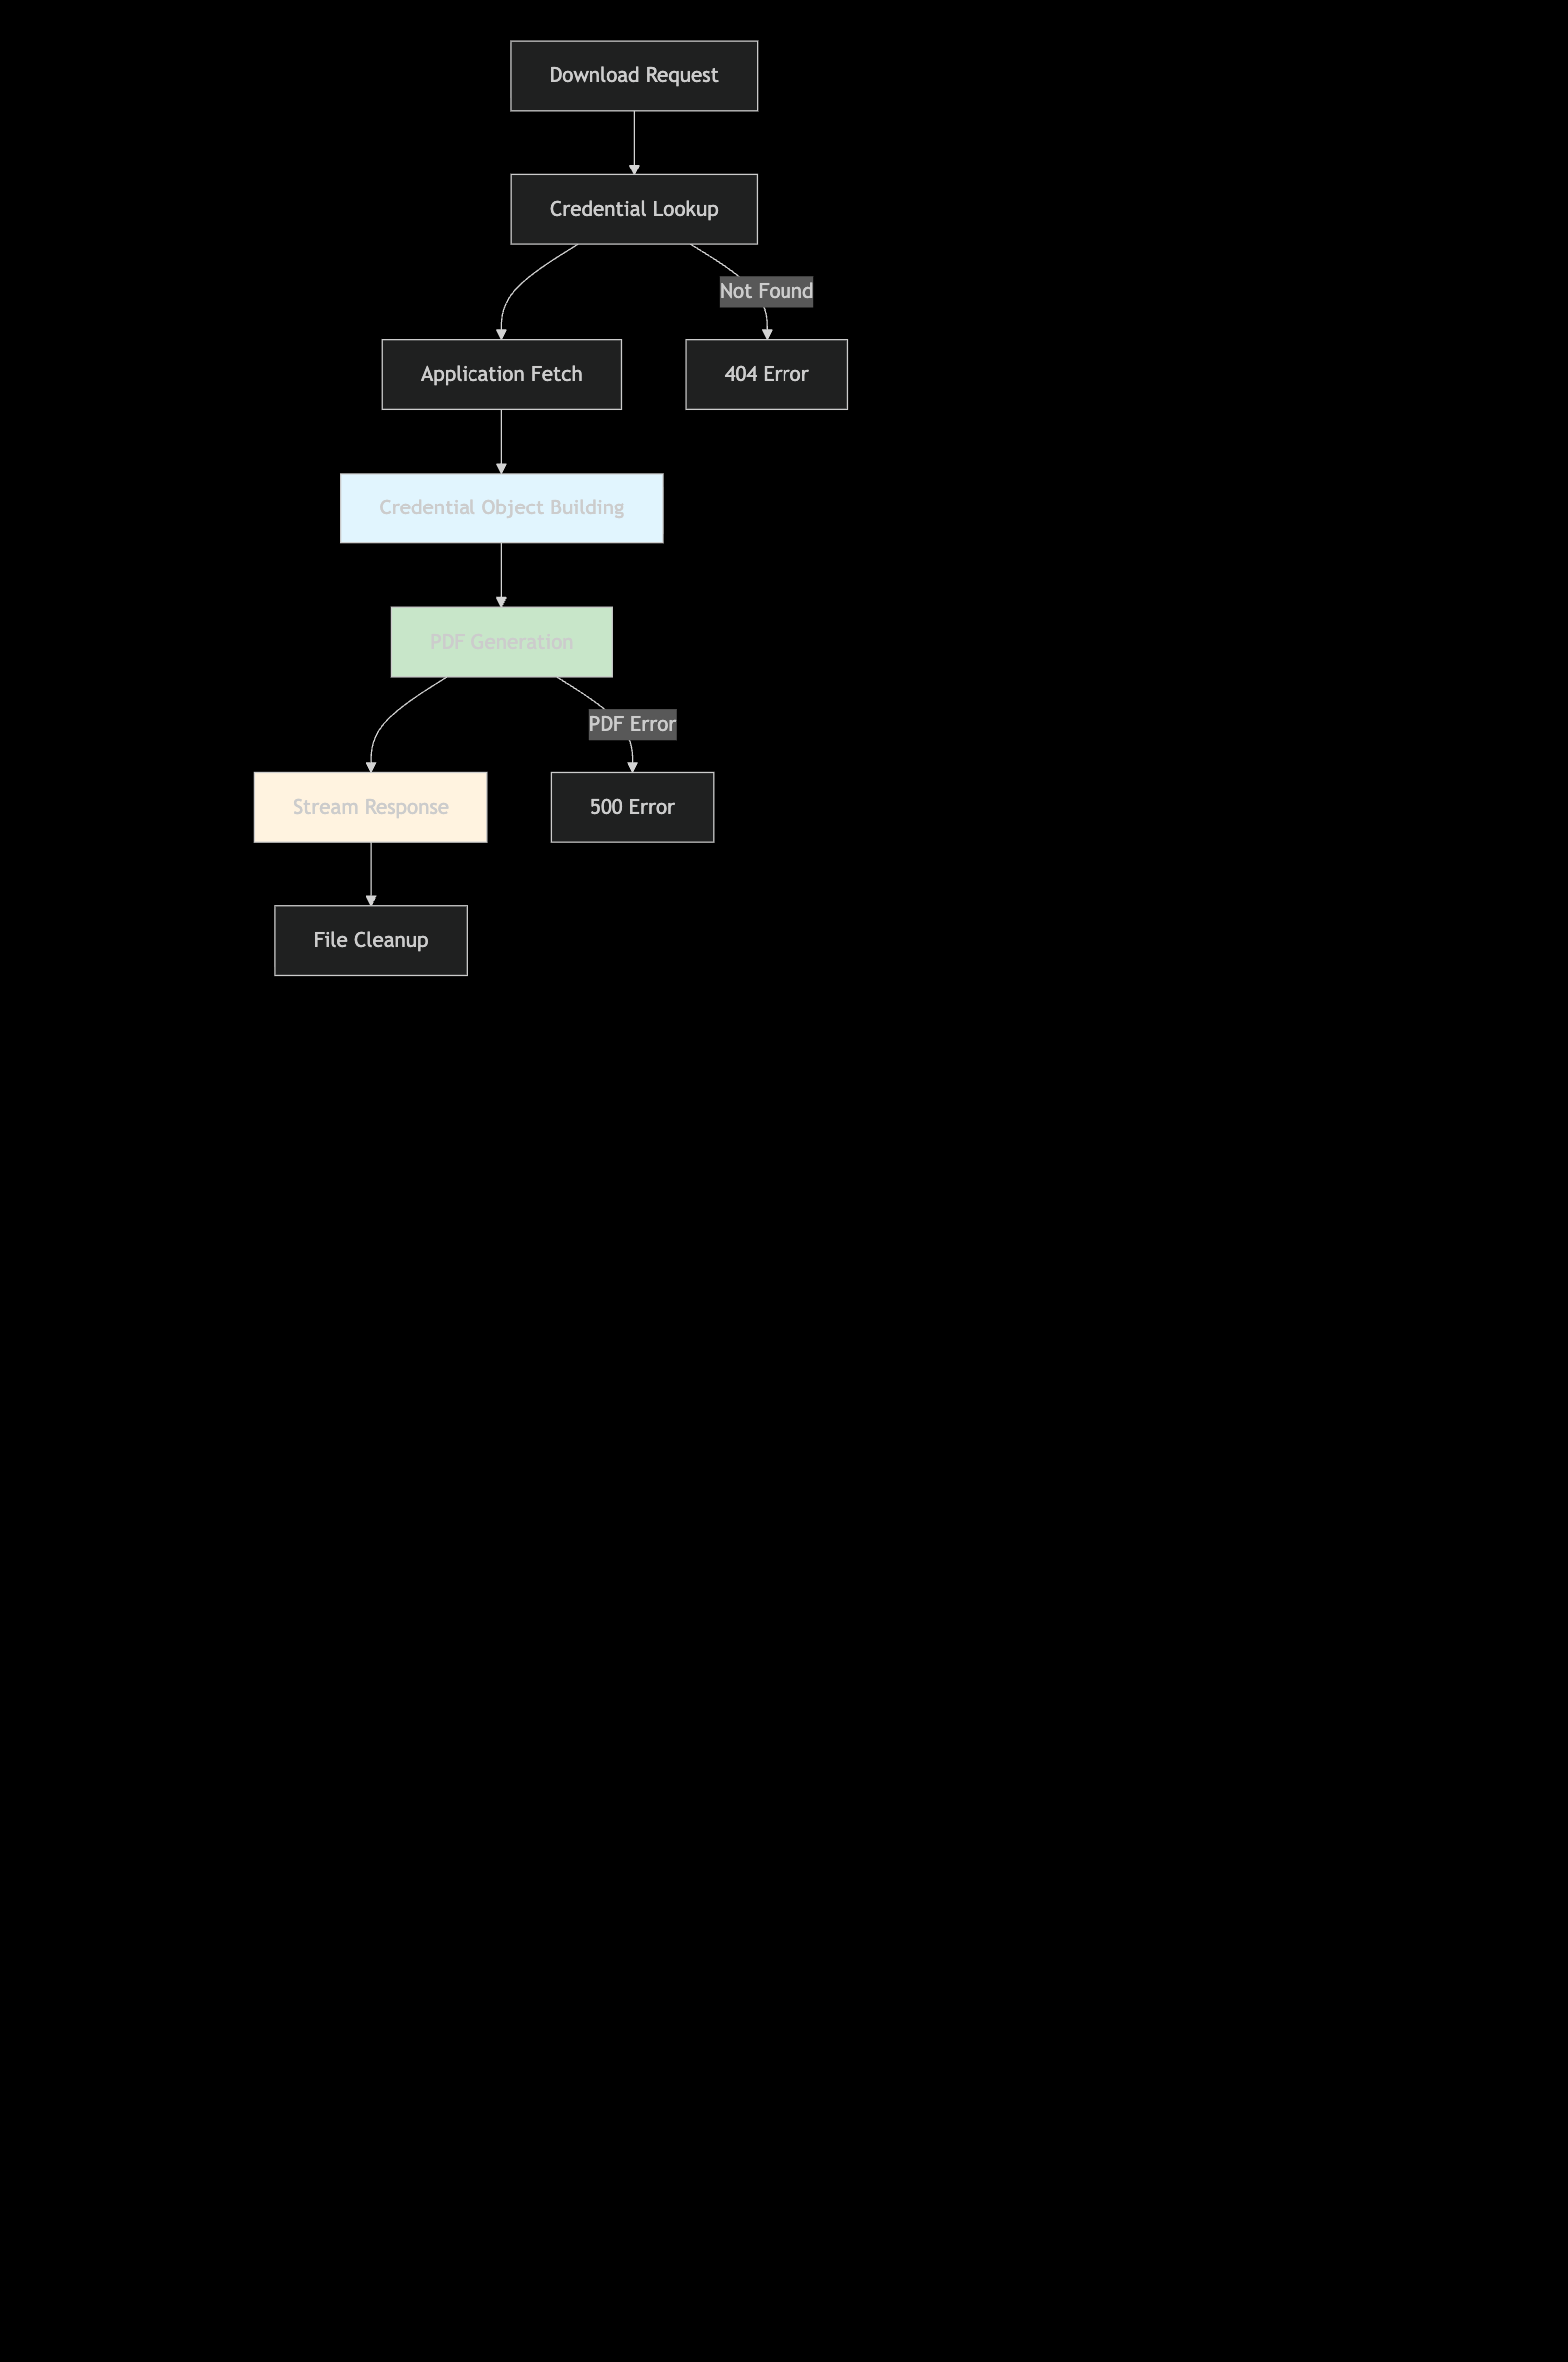 Download Request
Credential Lookup
Not Found
Application Fetch
404 Error
Credential Object Building
PDF Generation
PDF Error
Stream Response
500 Error
File Cleanup